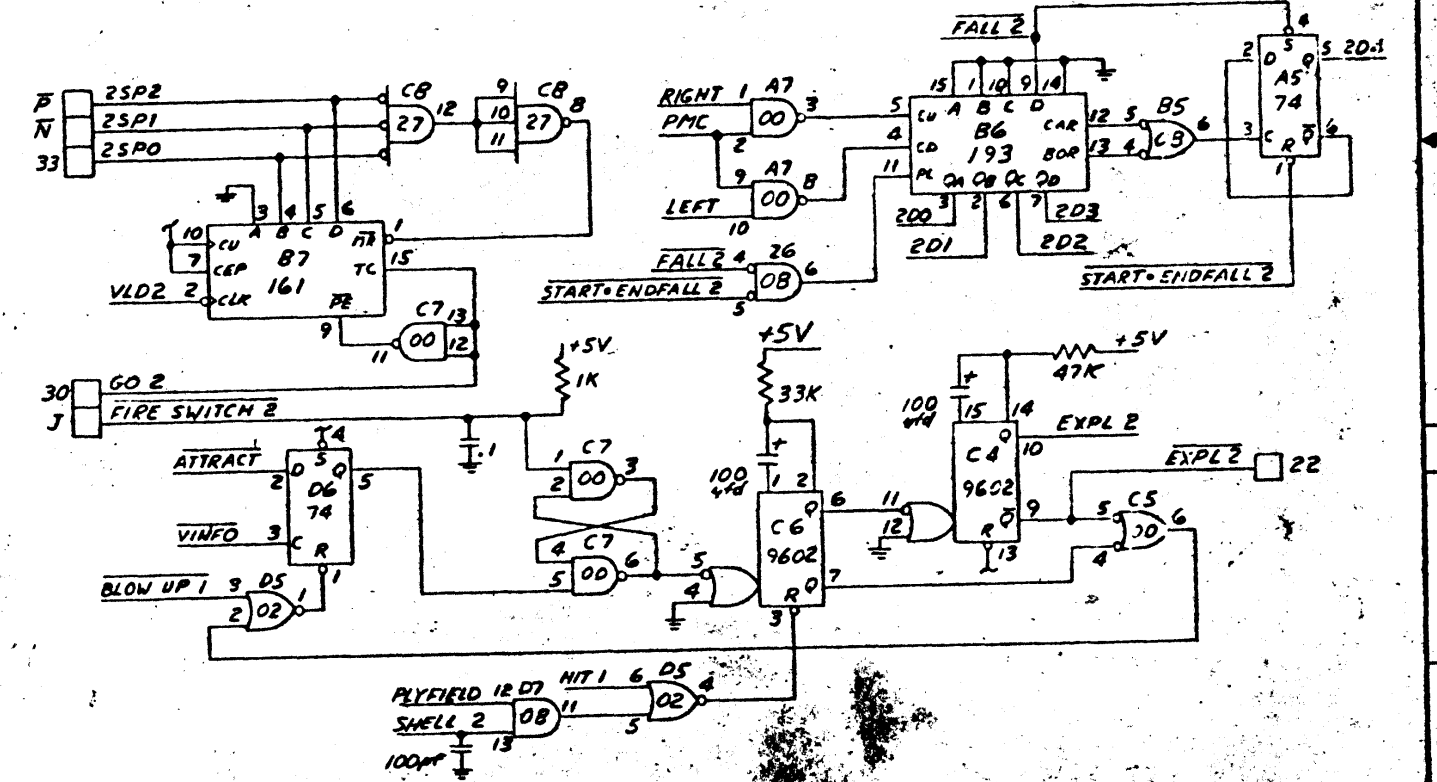 FALL 2
P 2SP2
N 2SP1
33 2SP0
C8 27 12
9 10 11 C8 27 8
RIGHT 1 A7 00 3
PMC 2
9 A7 00 8
LEFT 10
FALL 2 4 26 08 6
START•ENDFALL 2 5
15 1 10 9 14
A B C D
5 CU B6 CAR 12
4 CD 193 BOR 13
11 PL QA QB QC QD
3 2 6 7
2D0 2D3
2D1 2D2
5 4 B5 6
4
2 D S Q 5
A5
74
3 C R Q 6
1
START•ENDFALL 2
3 4 5 6
10 CU A B C D MR 1
7 CEP B7 TC 15
161
VLD2 2 CLK PE
9
C7 13
11 00 12
30 GO 2
J FIRE SWITCH 2
+5V
1K
.1
ATTRACT
4
2 D S Q 5
D6
74
VINFO 3 C R
1
BLOW UP 1 3 D5 1
2 02
1 C7 3
2 00
4 C7 6
5 00
+5V
33K
100
1 2
5 C6 Q 6
4 9602 Q 7
R
3
+5V
47K
100
15 14
11 C4 Q 10 EXPL 2
12 9602 Q 9
R 13
EXPL 2 22
5 C5 6
4
PLYFIELD 12 D7 11
SHELL 2 08
13
100pf
HIT 1 6 D5 4
5 02